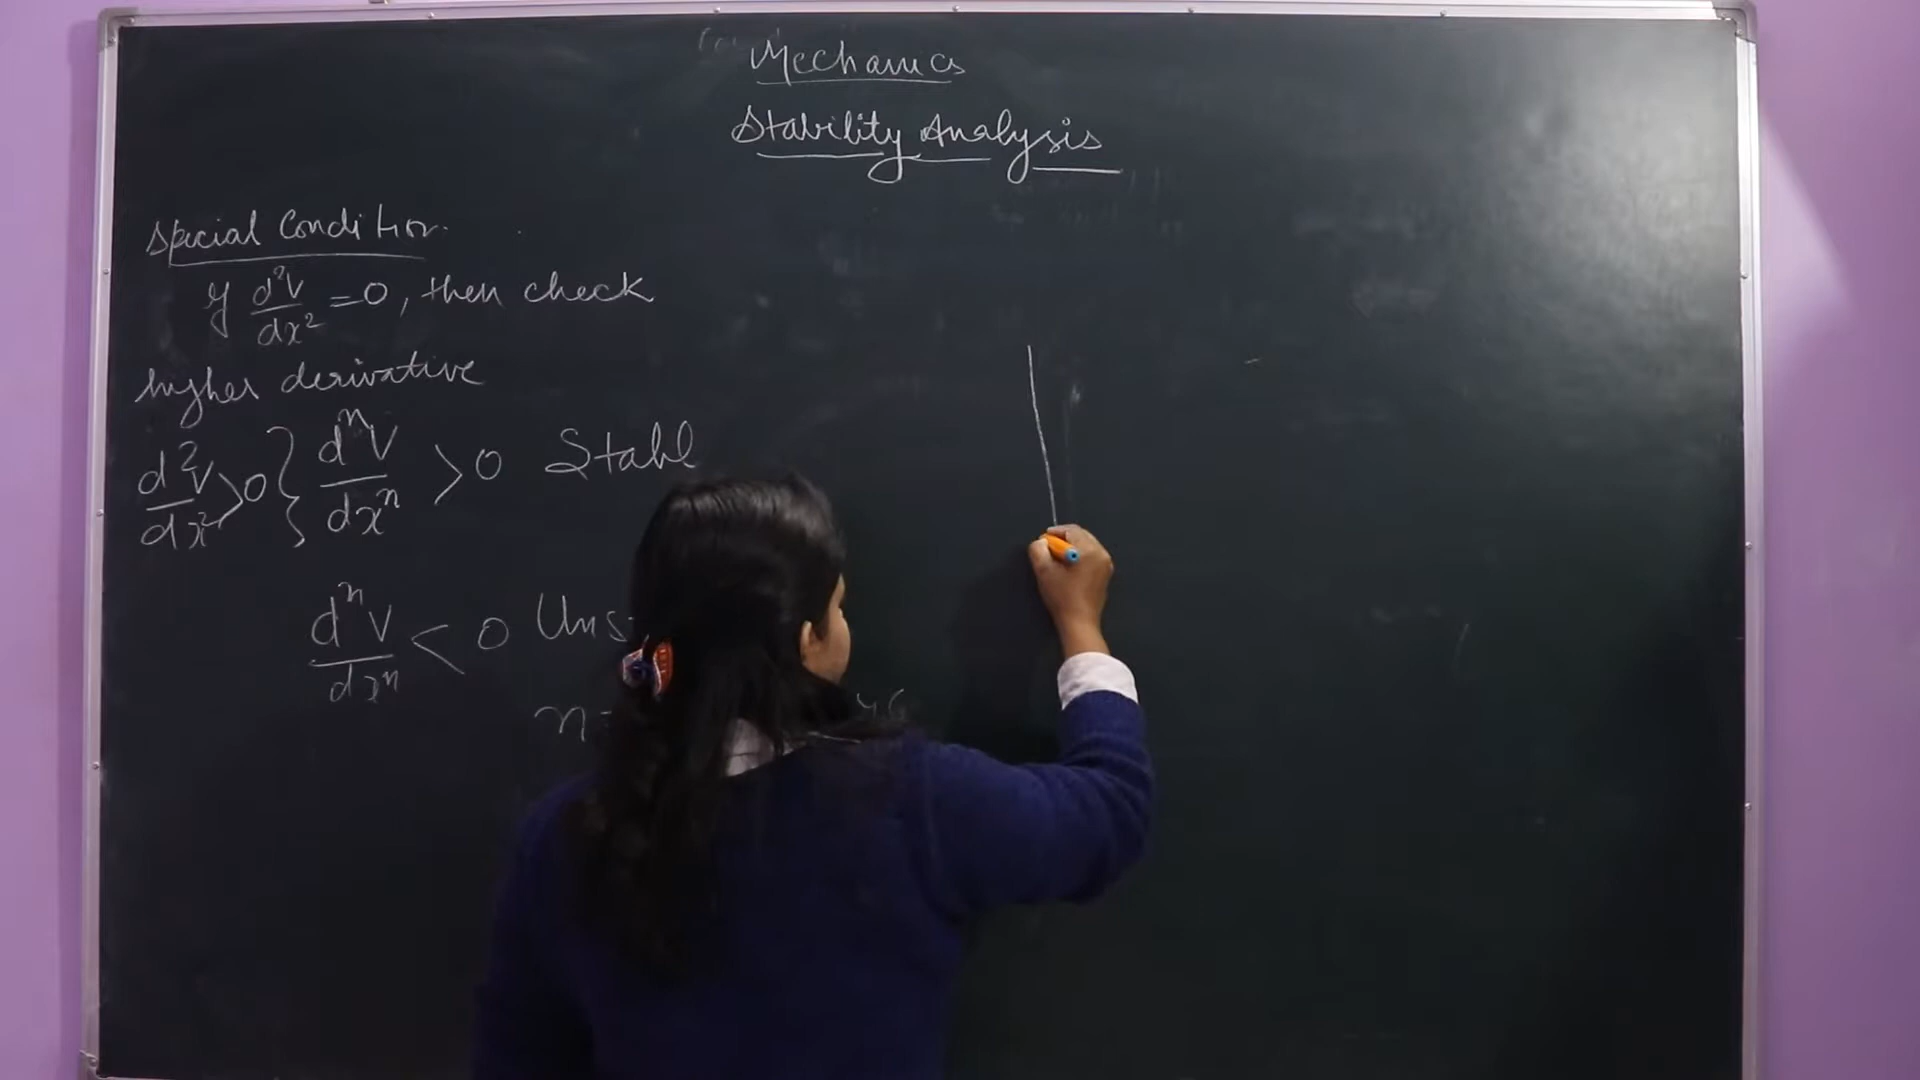 Mechanics
Stability Analysis
Special Condition.
If d²V/dx² = 0, then check
higher derivative
d²V/dx² > 0 } dⁿV/dxⁿ > 0 Stabl
dⁿV/dxⁿ < 0 Uns
n =